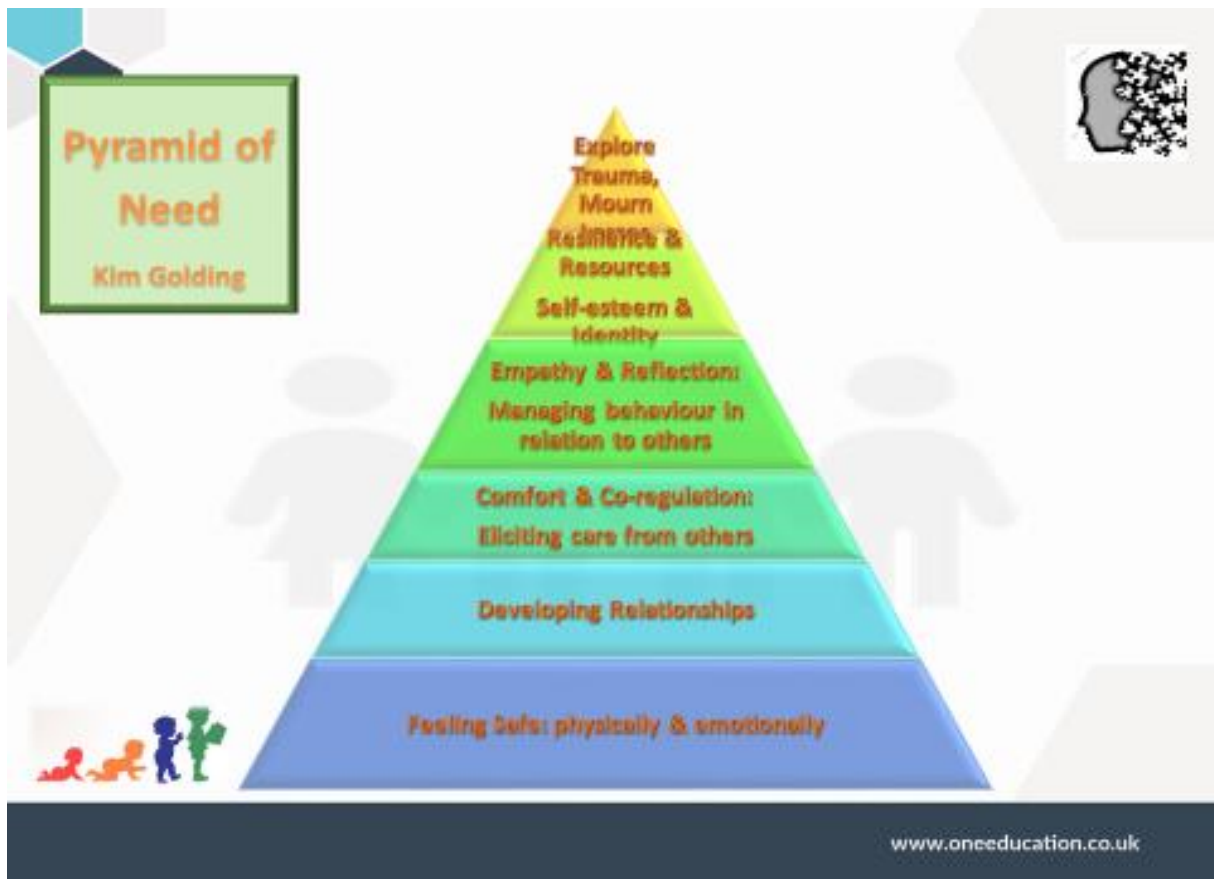 Pyramid of
Need
Kim Golding
Explore
Trauma,
Mourn
Resilience &
Resources
Self-esteem &
Identity
Empathy & Reflection:
Managing behaviour in
relation to others
Comfort & Co-regulation:
Eliciting care from others
Developing Relationships
Feeling Safe: physically & emotionally
www.oneeducation.co.uk